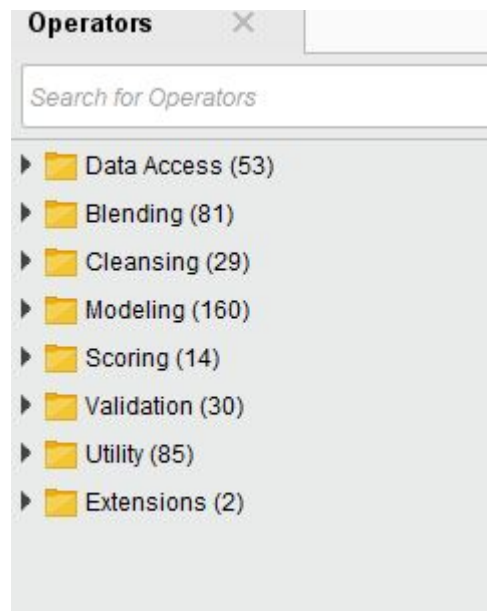 Operators
Search for Operators
Data Access (53)
Blending (81)
Cleansing (29)
Modeling (160)
Scoring (14)
Validation (30)
Utility (85)
Extensions (2)